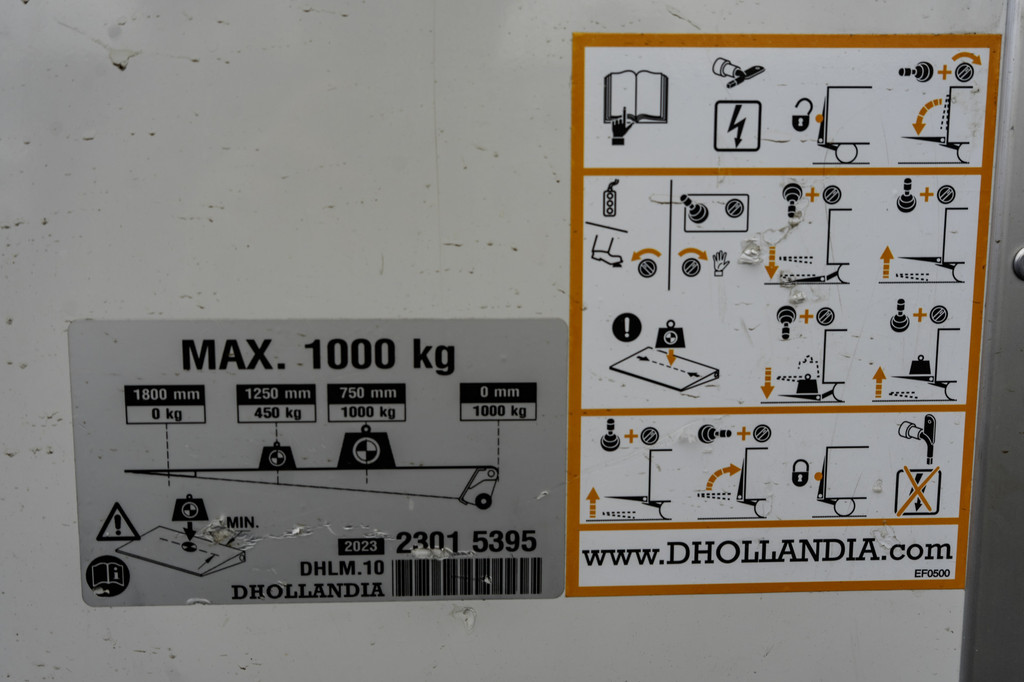 MAX. 1000 kg
1800 mm 1250 mm 750 mm 0 mm
0 kg 450 kg 1000 kg 1000 kg
MIN.
2023 2301 5395
DHLM.10
DHOLLANDIA
www.DHOLLANDIA.com
EF0500